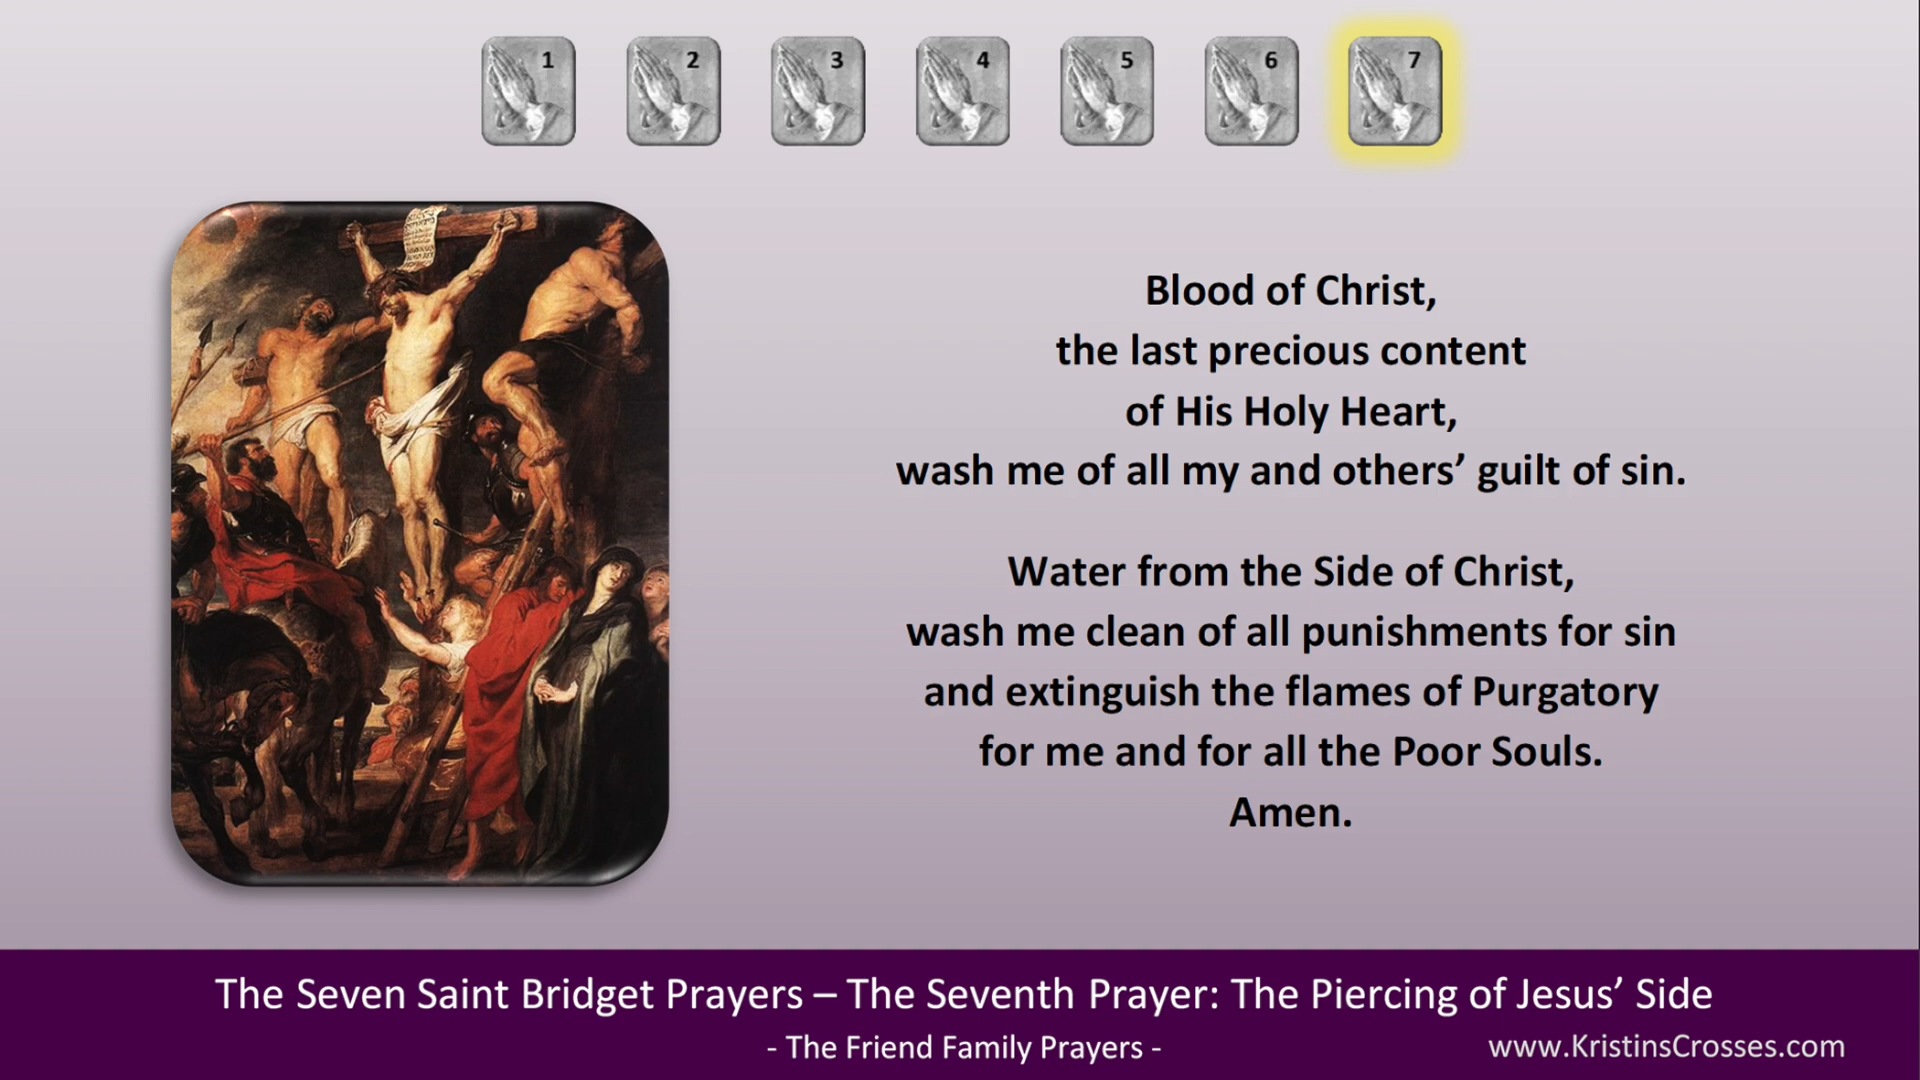 1
2
3
4
5
6
7
Blood of Christ,
the last precious content
of His Holy Heart,
wash me of all my and others’ guilt of sin.
Water from the Side of Christ,
wash me clean of all punishments for sin
and extinguish the flames of Purgatory
for me and for all the Poor Souls.
Amen.
The Seven Saint Bridget Prayers – The Seventh Prayer: The Piercing of Jesus’ Side
- The Friend Family Prayers -
www.KristinsCrosses.com